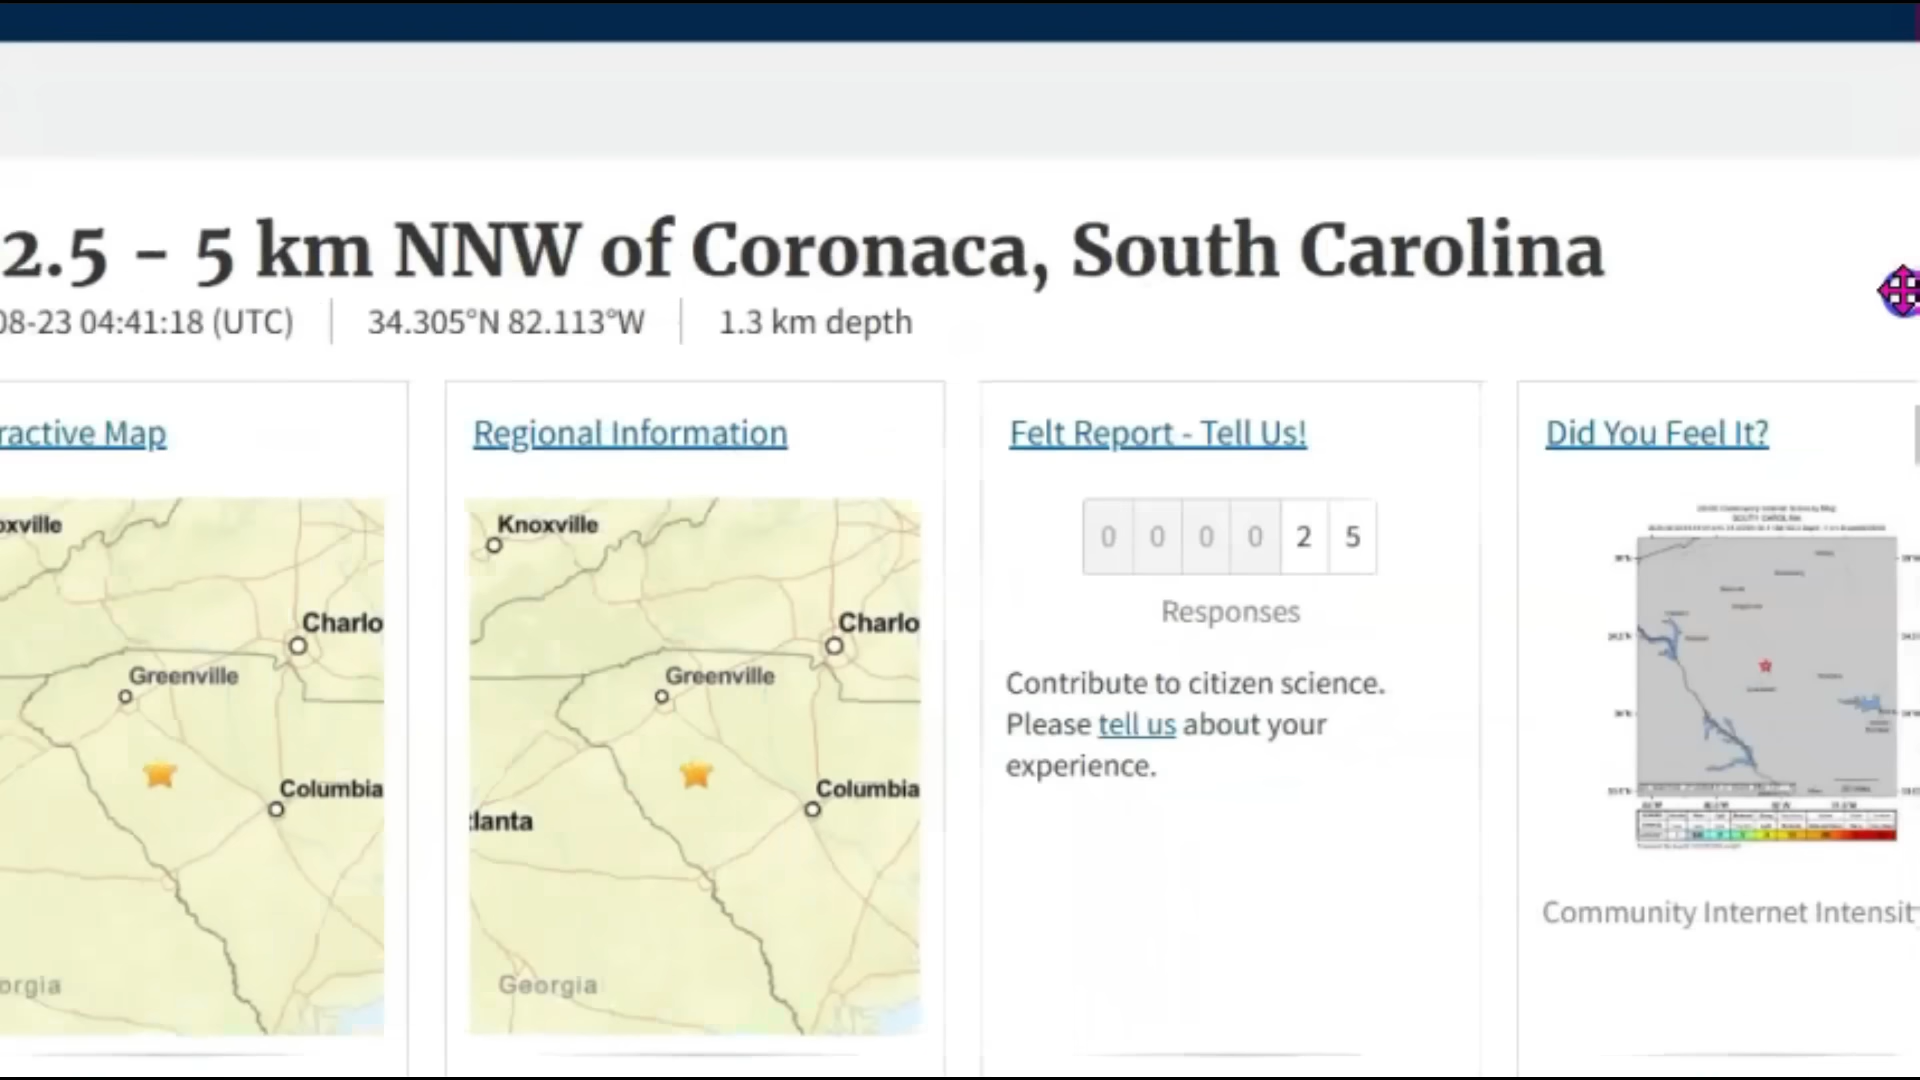 2.5 - 5 km NNW of Coronaca, South Carolina
08-23 04:41:18 (UTC)
34.305°N 82.113°W
1.3 km depth
ractive Map
Regional Information
Felt Report - Tell Us!
Did You Feel It?
oxville
Charlo
Greenville
Columbia
orgia
Knoxville
Charlo
Greenville
Columbia
tlanta
Georgia
0 0 0 0 2 5
Responses
Contribute to citizen science.
Please tell us about your
experience.
Community Internet Intensit